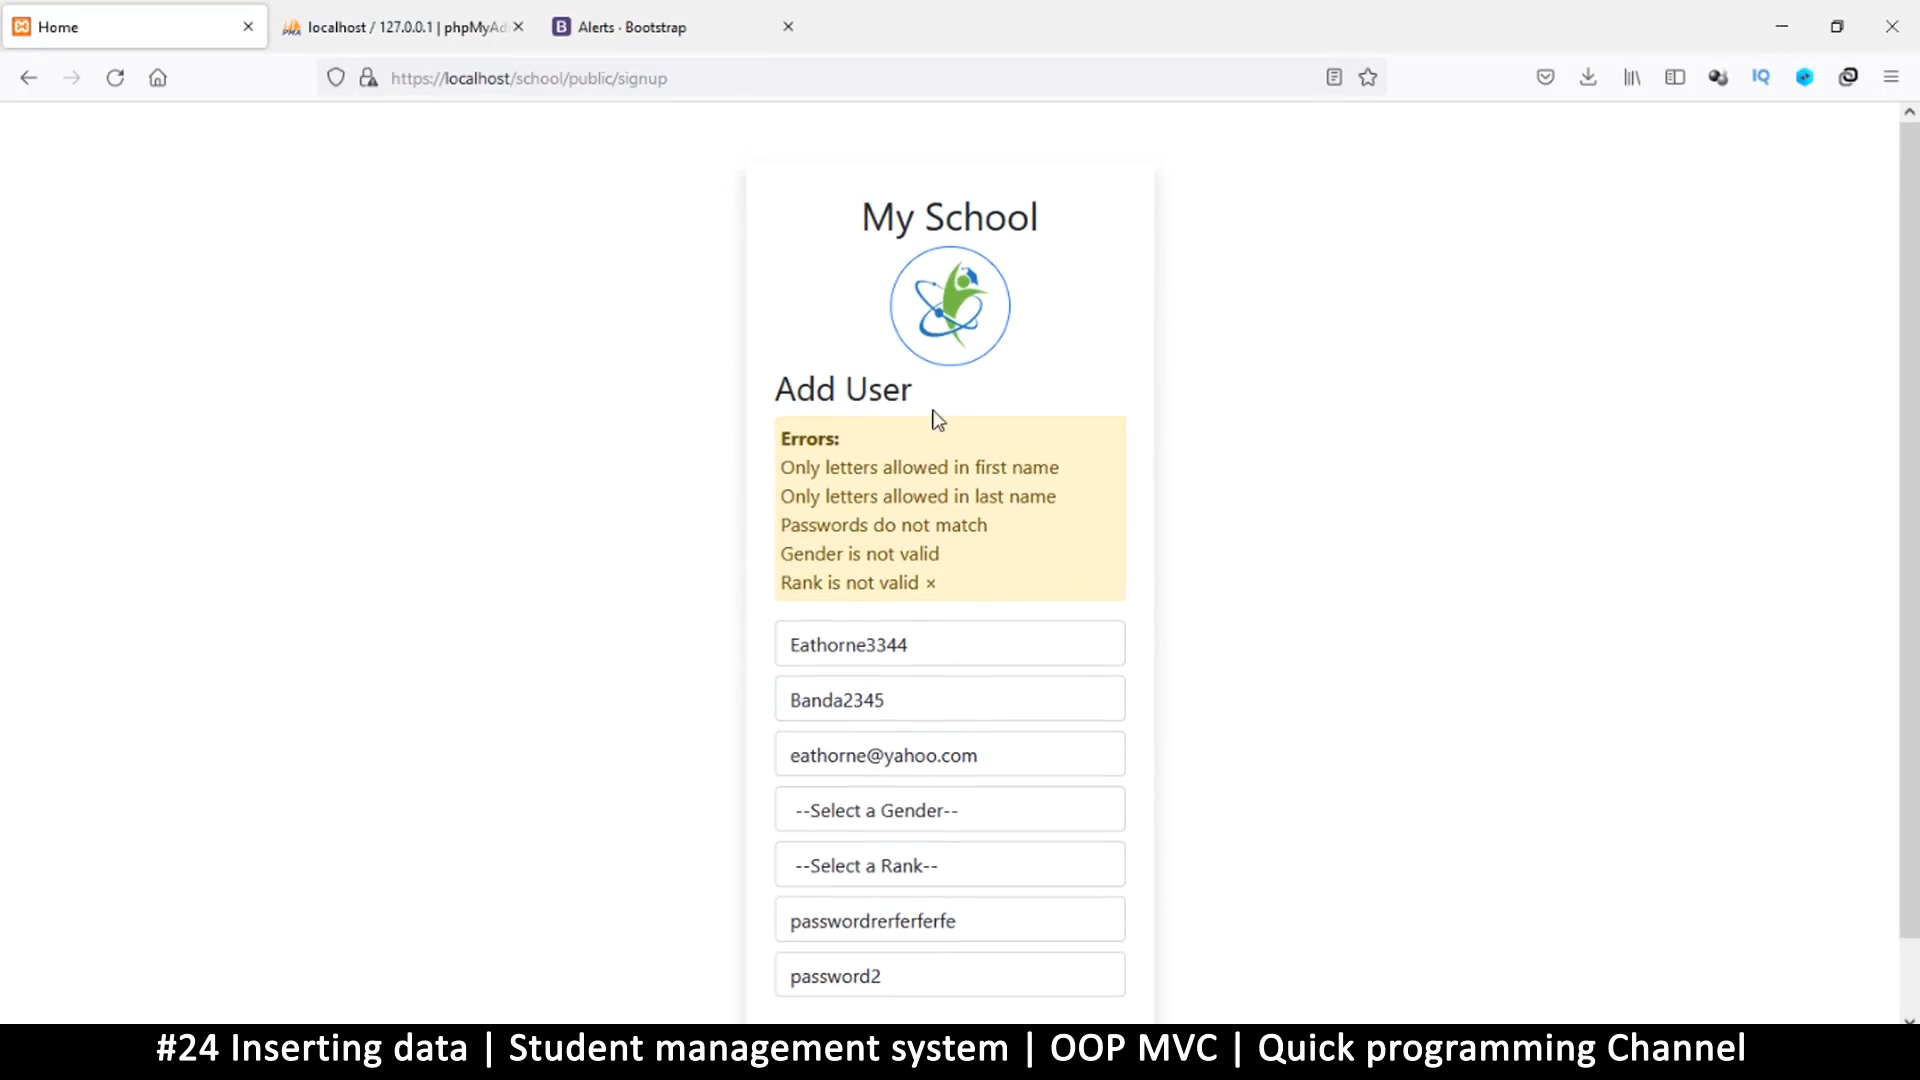 Home
localhost / 127.0.0.1 | phpMyAd
Alerts · Bootstrap
https://localhost/school/public/signup
IQ
My School
Add User
Errors:
Only letters allowed in first name
Only letters allowed in last name
Passwords do not match
Gender is not valid
Rank is not valid ×
Eathorne3344
Banda2345
eathorne@yahoo.com
--Select a Gender--
--Select a Rank--
passwordrerferferfe
password2
#24 Inserting data | Student management system | OOP MVC | Quick programming Channel